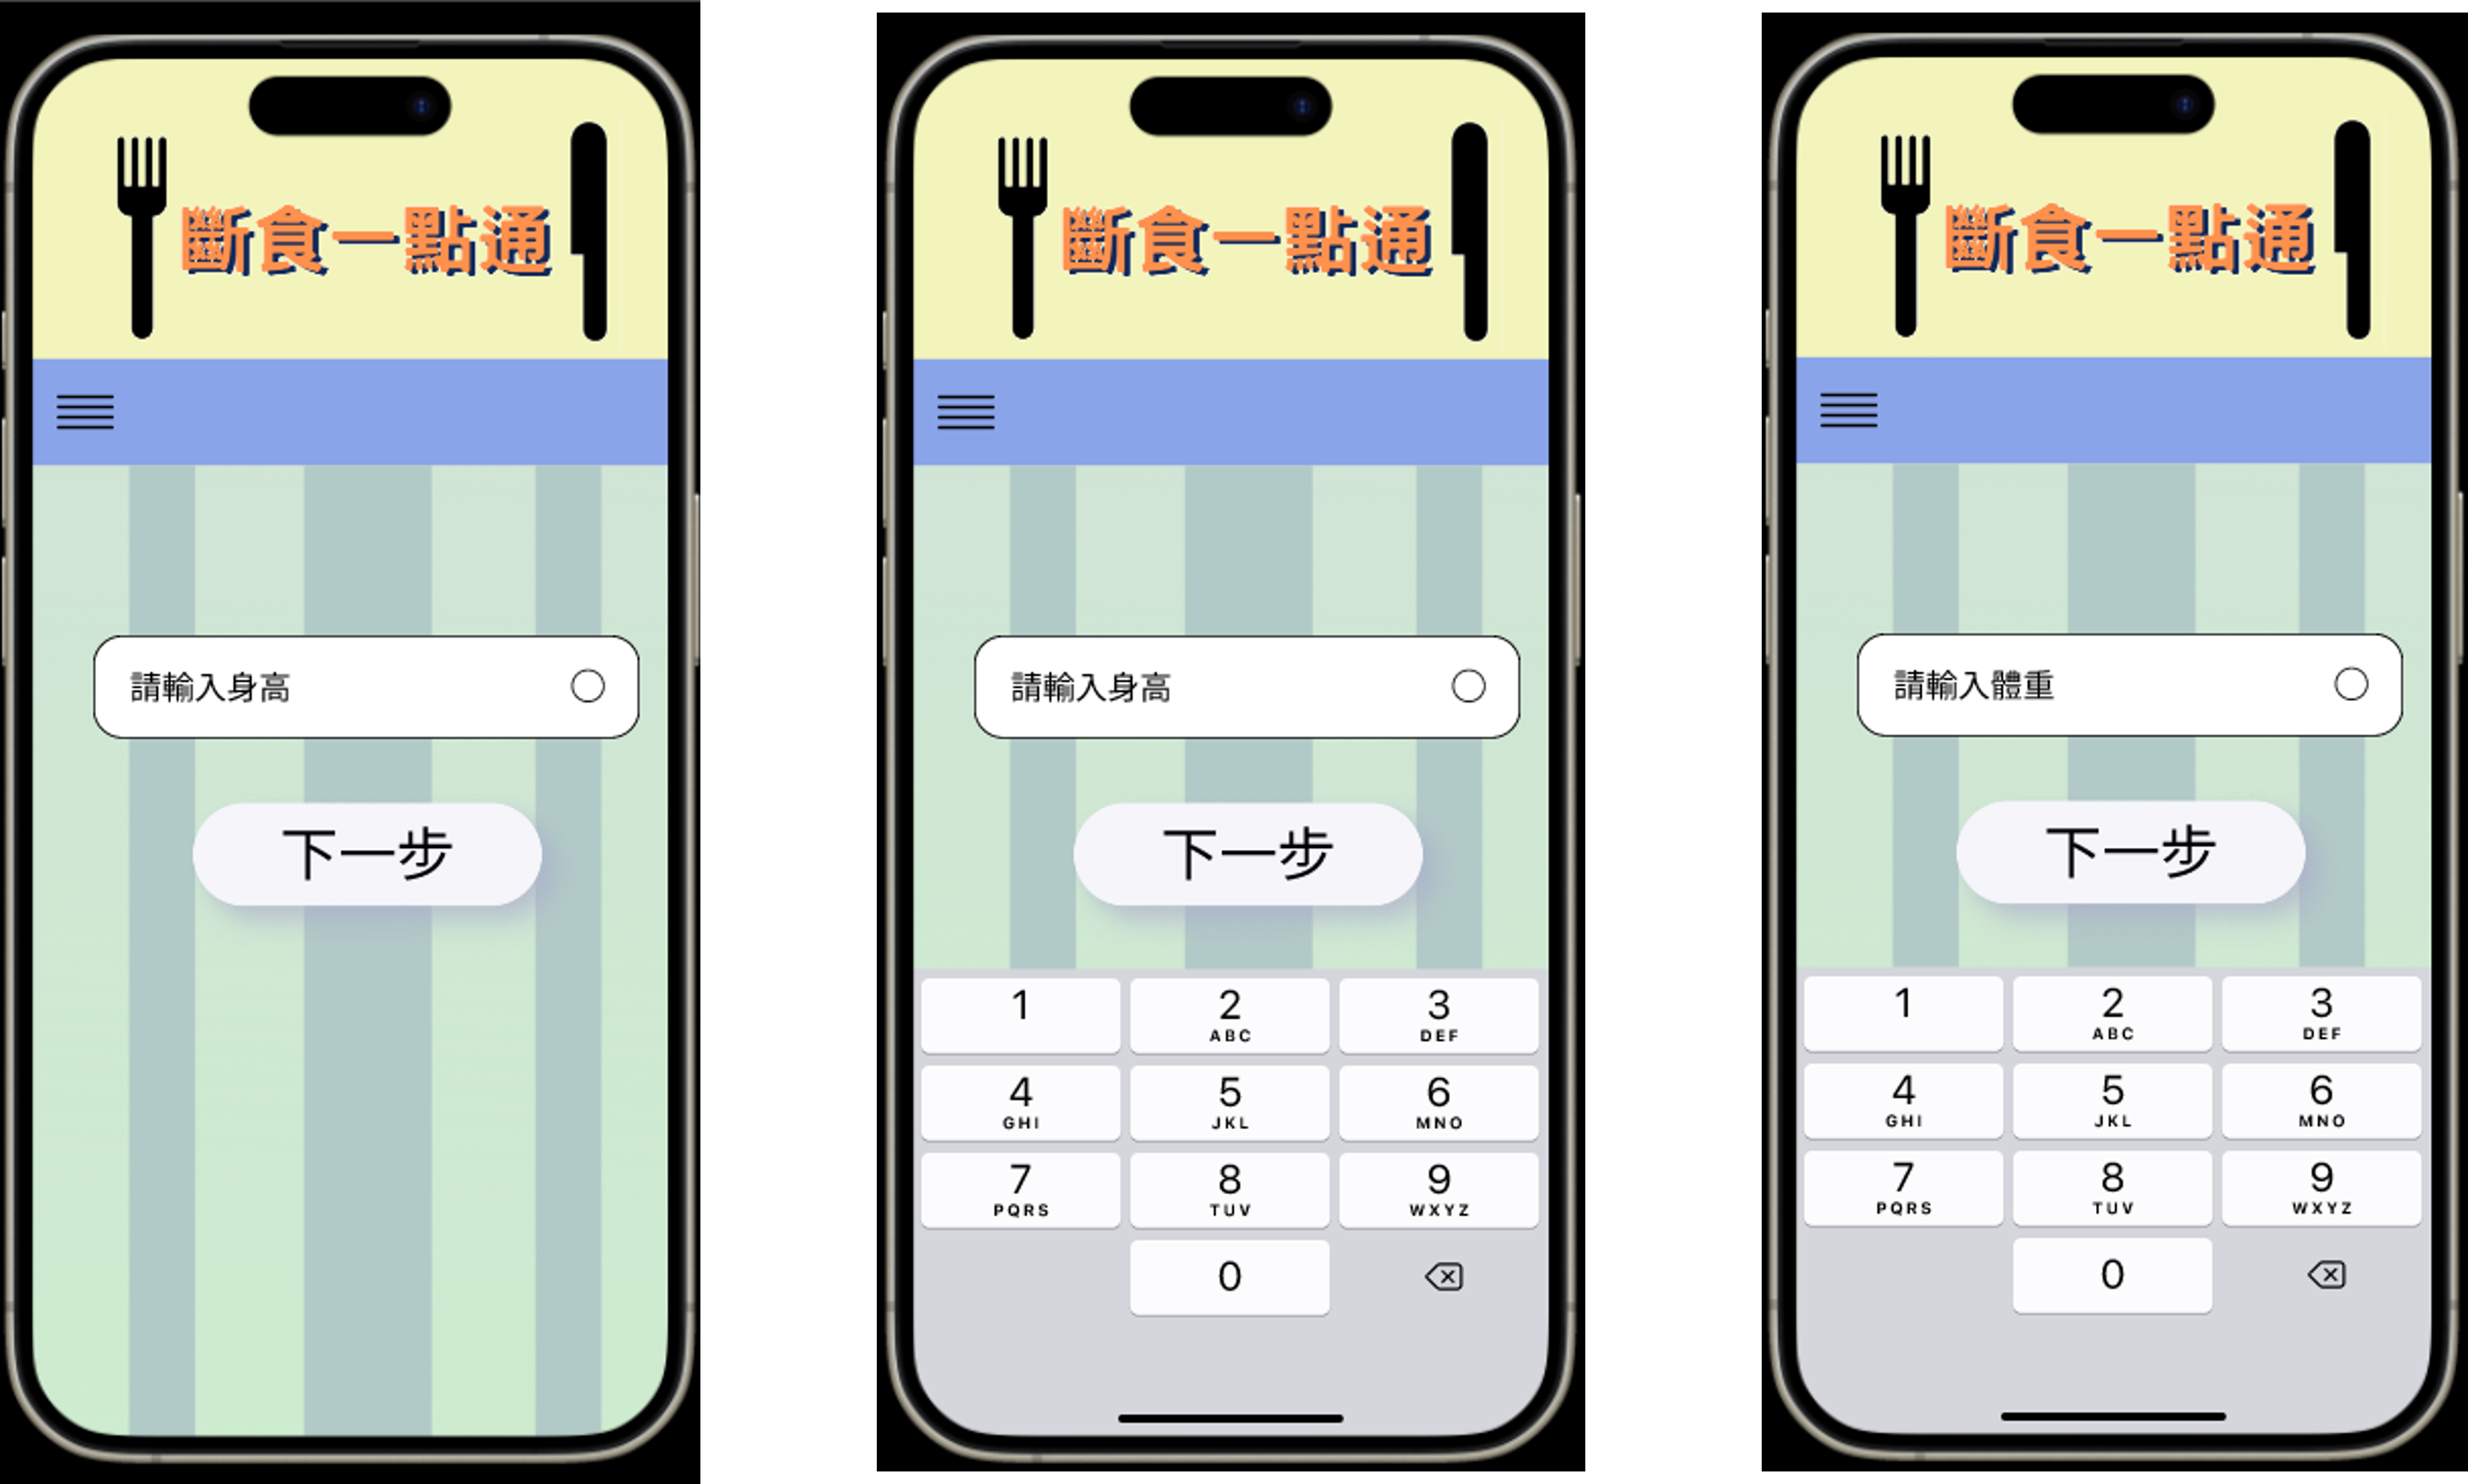 斷食一點通
請輸入身高
下一步
斷食一點通
請輸入身高
下一步
1 2 3
ABC DEF
4 5 6
GHI JKL MNO
7 8 9
PQRS TUV WXYZ
0
斷食一點通
請輸入體重
下一步
1 2 3
ABC DEF
4 5 6
GHI JKL MNO
7 8 9
PQRS TUV WXYZ
0